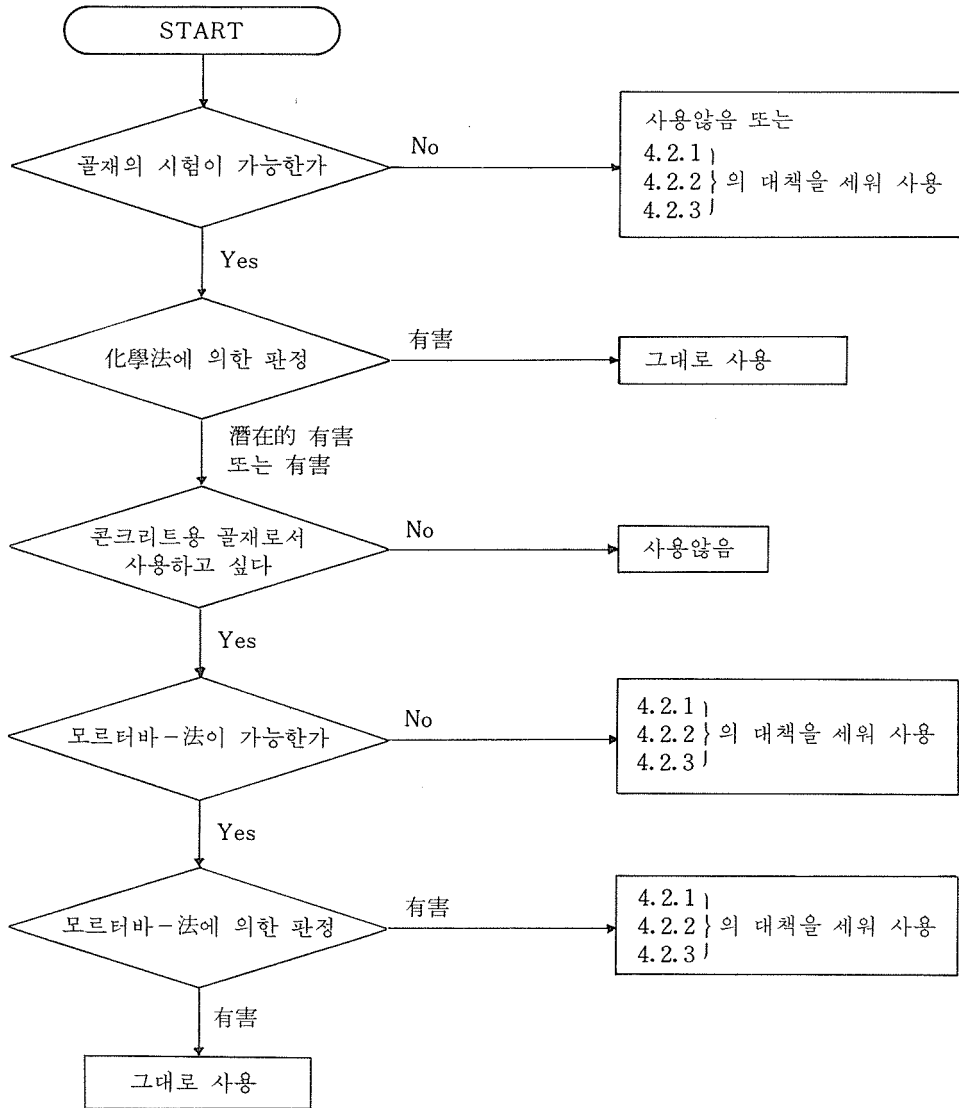 START
골재의 시험이 가능한가
No
사용않음 또는
4.2.1
4.2.2 } 의 대책을 세워 사용
4.2.3
Yes
化學法에 의한 판정
有害
그대로 사용
潛在的 有害
또는 有害
콘크리트용 골재로서
사용하고 싶다
No
사용않음
Yes
모르터바-法이 가능한가
No
4.2.1
4.2.2 } 의 대책을 세워 사용
4.2.3
Yes
모르터바-法에 의한 판정
有害
4.2.1
4.2.2 } 의 대책을 세워 사용
4.2.3
有害
그대로 사용